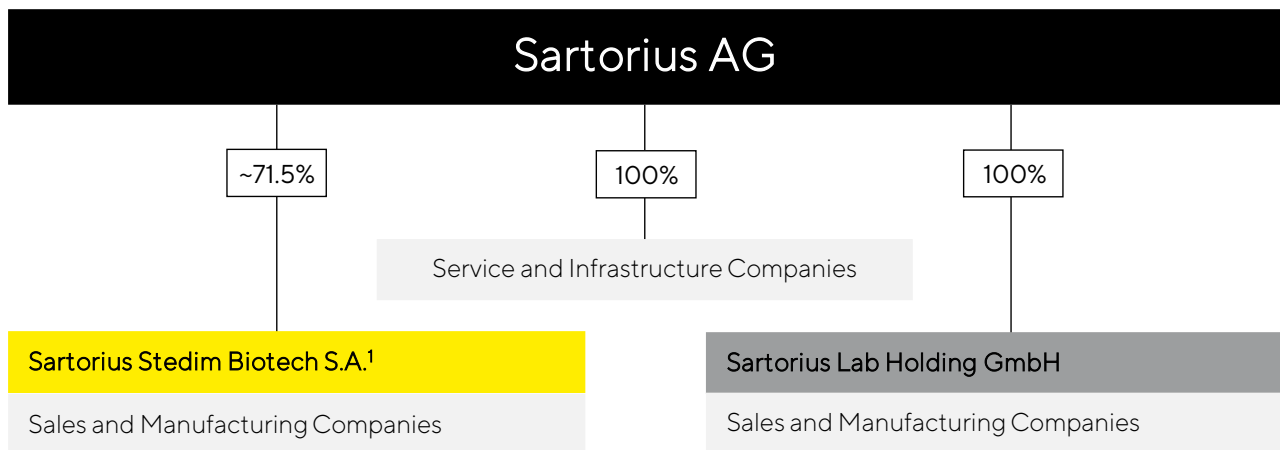 Sartorius AG
~71.5%
100%
100%
Service and Infrastructure Companies
Sartorius Stedim Biotech S.A.¹
Sartorius Lab Holding GmbH
Sales and Manufacturing Companies
Sales and Manufacturing Companies